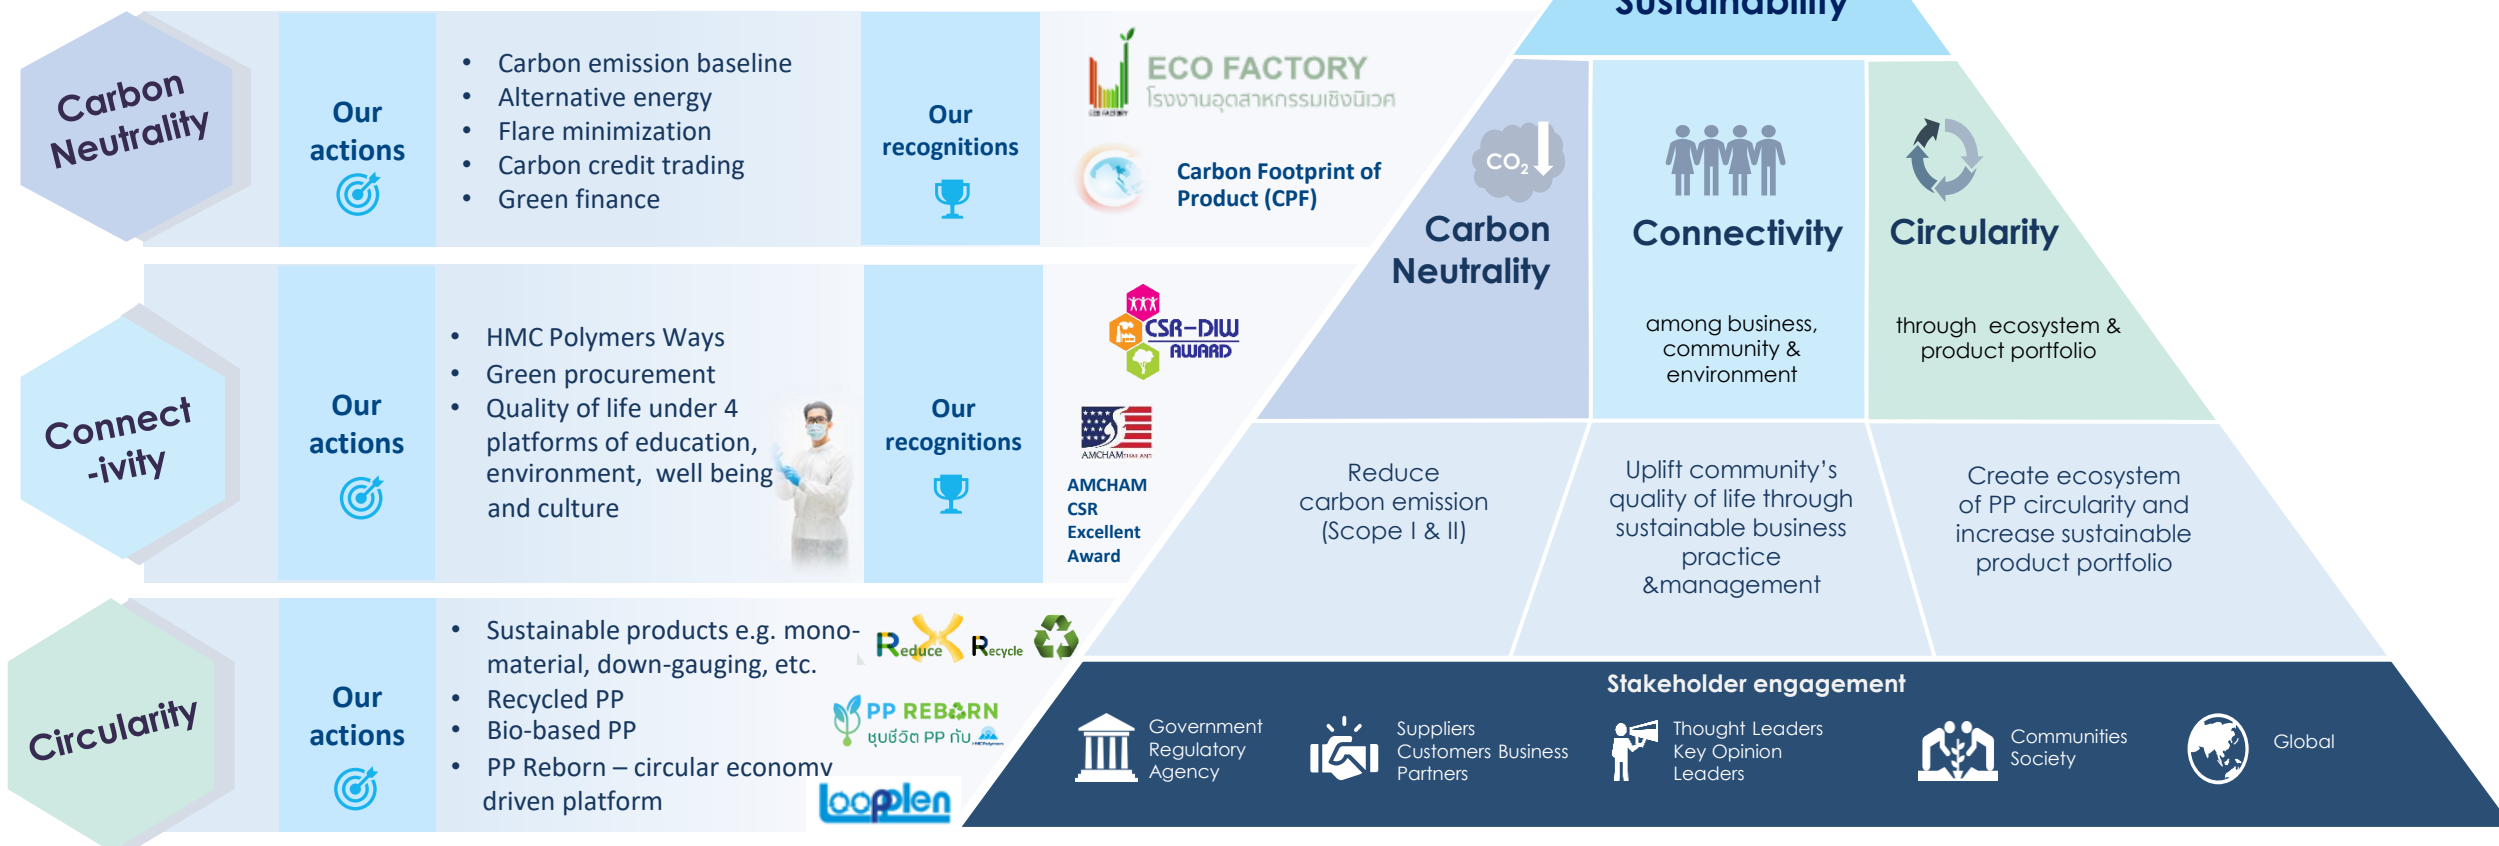 Carbon
Neutrality
Our
actions
• Carbon emission baseline
• Alternative energy
• Flare minimization
• Carbon credit trading
• Green finance
Our
recognitions
ECO FACTORY
โรงงานอุตสาหกรรมเชิงนิเวศ
ECO FACTORY
Carbon Footprint of
Product (CPF)
Connect
-ivity
Our
actions
• HMC Polymers Ways
• Green procurement
• Quality of life under 4
platforms of education,
environment, well being
and culture
Our
recognitions
CSR-DIW
AWARD
AMCHAM THAILAND
AMCHAM
CSR
Excellent
Award
Circularity
Our
actions
• Sustainable products e.g. mono-
material, down-gauging, etc.
• Recycled PP
• Bio-based PP
• PP Reborn – circular economy
driven platform
Reduce X Recycle
PP REBORN
ชุบชีวิต PP กับ HMC Polymers
Loopplen
Sustainability
CO2
Carbon
Neutrality
Connectivity
among business,
community &
environment
Circularity
through ecosystem &
product portfolio
Reduce
carbon emission
(Scope I & II)
Uplift community’s
quality of life through
sustainable business
practice
&management
Create ecosystem
of PP circularity and
increase sustainable
product portfolio
Stakeholder engagement
Government
Regulatory
Agency
Suppliers
Customers Business
Partners
Thought Leaders
Key Opinion
Leaders
Communities
Society
Global